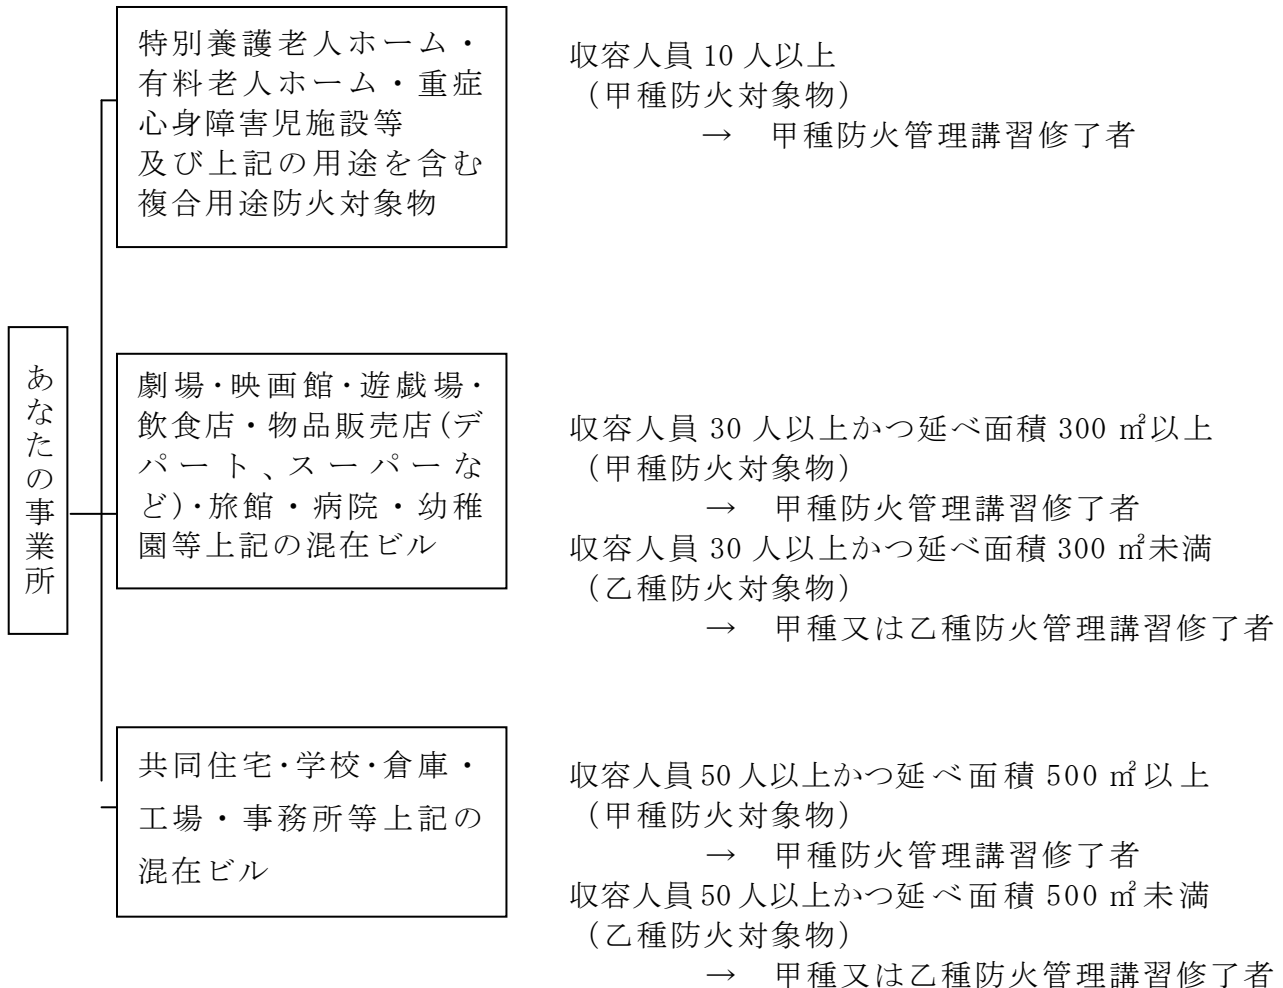 あなたの事業所
特別養護老人ホーム・
有料老人ホーム・重症
心身障害児施設等
及び上記の用途を含む
複合用途防火対象物
収容人員 10 人以上
（甲種防火対象物）
→ 甲種防火管理講習修了者
劇場・映画館・遊戯場・
飲食店・物品販売店（デ
パート、スーパーな
ど）・旅館・病院・幼稚
園等上記の混在ビル
収容人員 30 人以上かつ延べ面積 300 ㎡以上
（甲種防火対象物）
→ 甲種防火管理講習修了者
収容人員 30 人以上かつ延べ面積 300 ㎡未満
（乙種防火対象物）
→ 甲種又は乙種防火管理講習修了者
共同住宅・学校・倉庫・
工場・事務所等上記の
混在ビル
収容人員 50 人以上かつ延べ面積 500 ㎡以上
（甲種防火対象物）
→ 甲種防火管理講習修了者
収容人員 50 人以上かつ延べ面積 500 ㎡未満
（乙種防火対象物）
→ 甲種又は乙種防火管理講習修了者